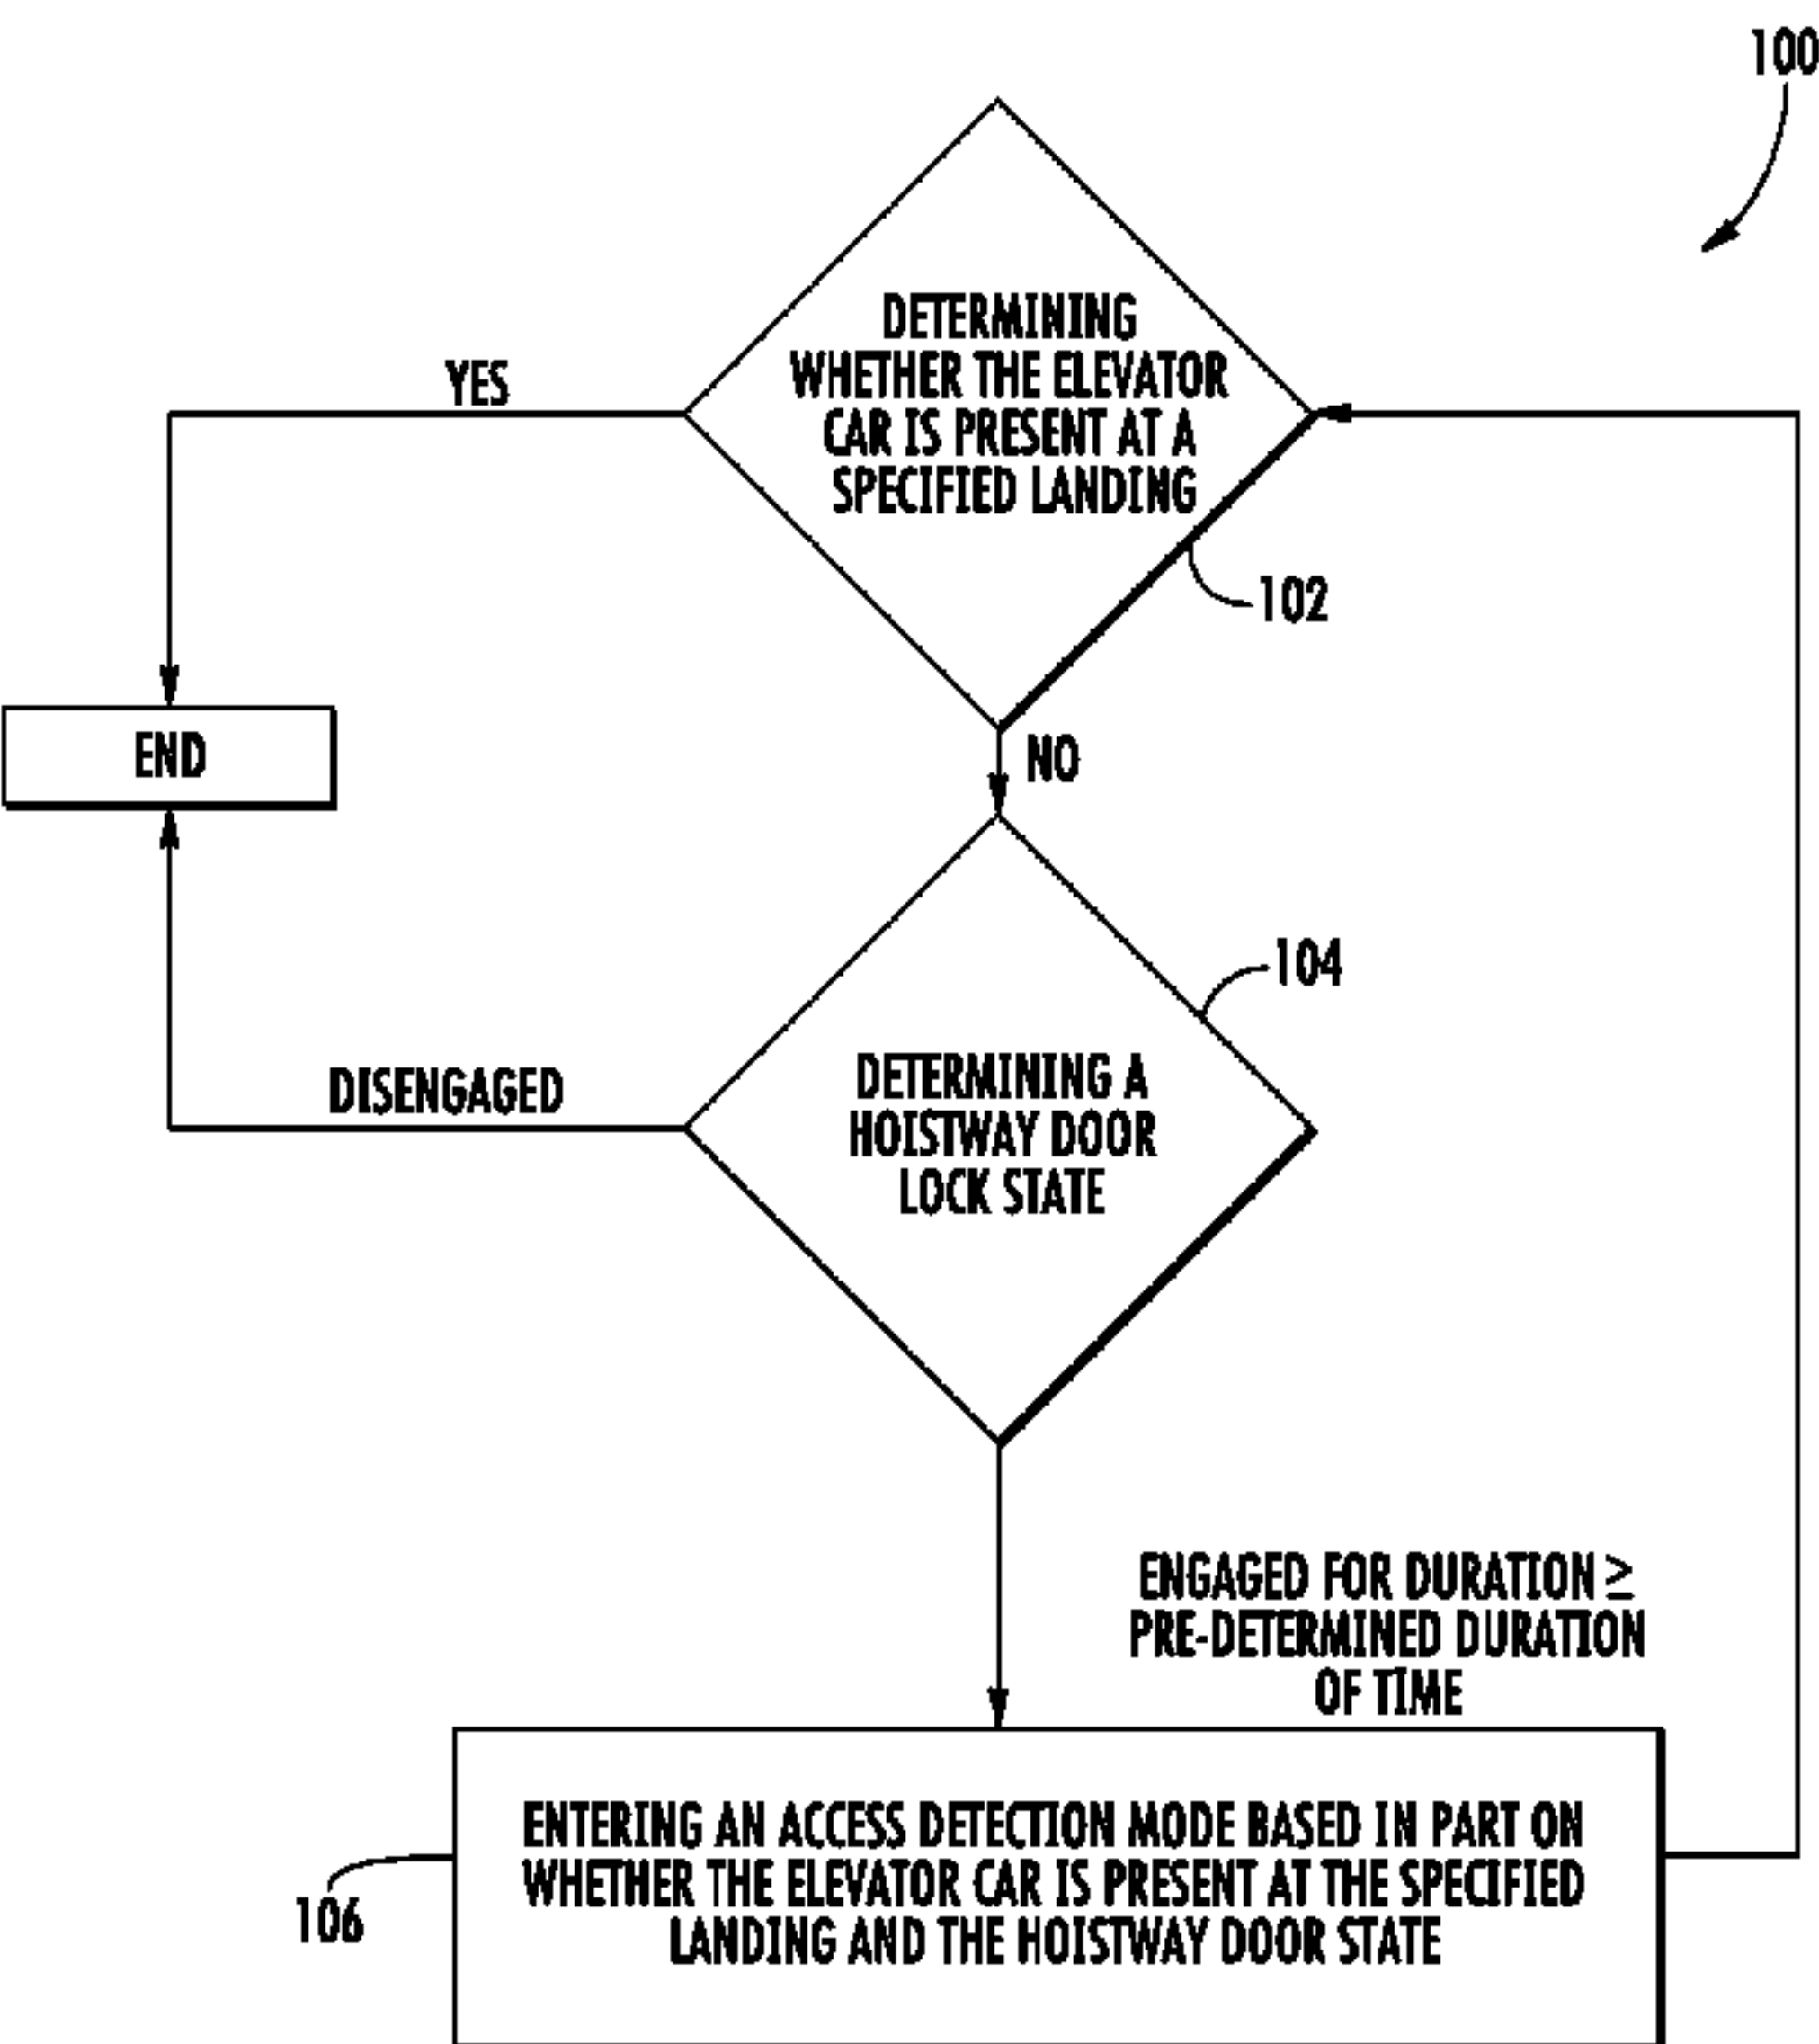 100
DETERMINING
WHETHER THE ELEVATOR
CAR IS PRESENT AT A
SPECIFIED LANDING
YES
102
END
NO
104
DETERMINING A
HOISTWAY DOOR
LOCK STATE
DISENGAGED
ENGAGED FOR DURATION ≥
PRE-DETERMINED DURATION
OF TIME
ENTERING AN ACCESS DETECTION MODE BASED IN PART ON
WHETHER THE ELEVATOR CAR IS PRESENT AT THE SPECIFIED
LANDING AND THE HOISTWAY DOOR STATE
106